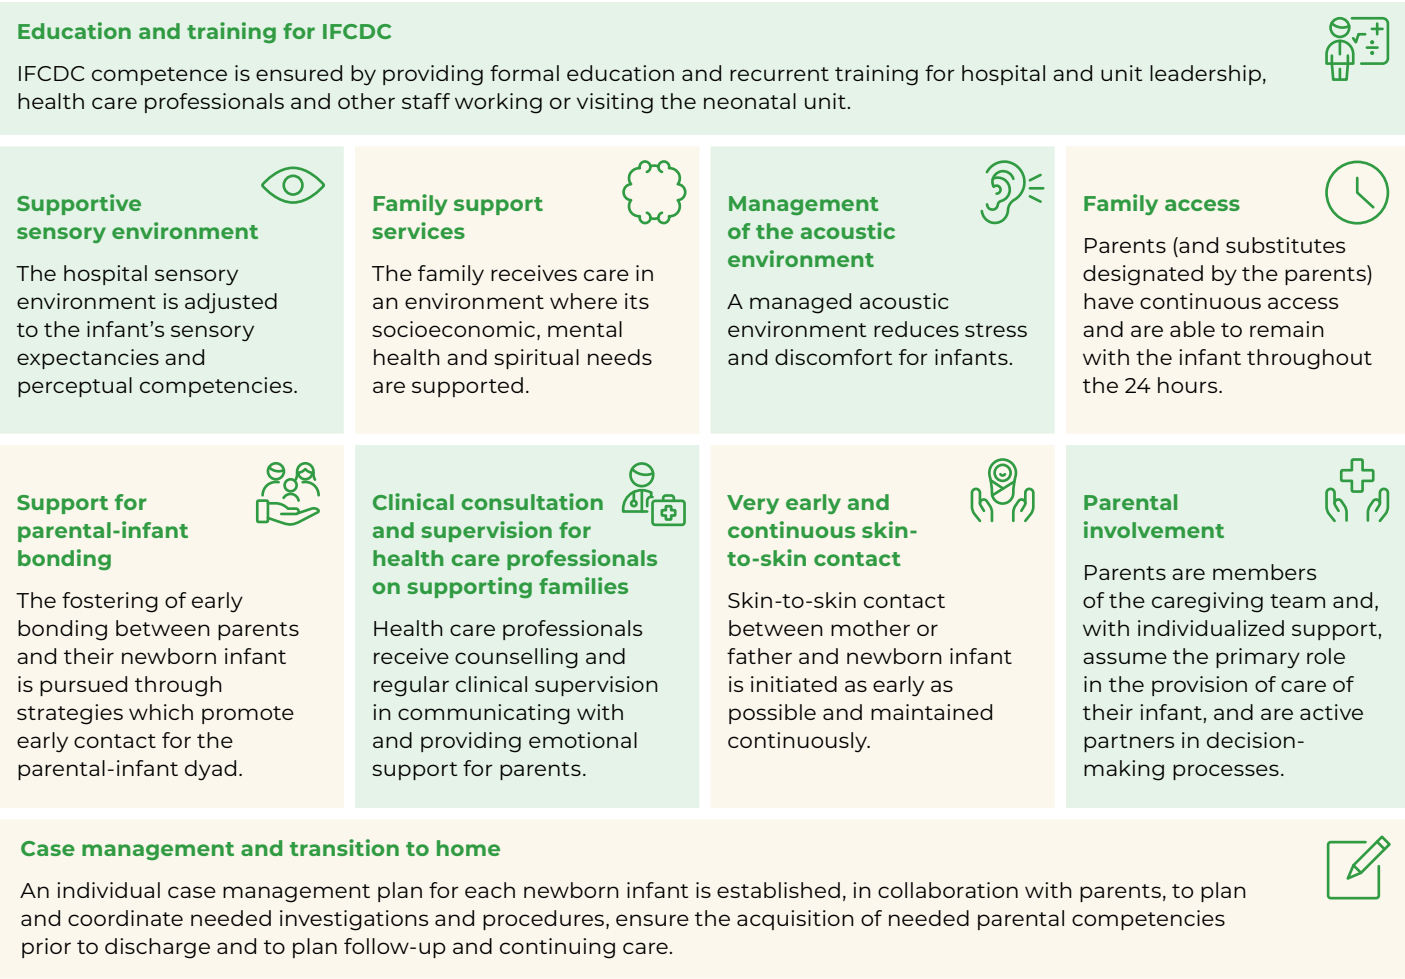 Education and training for IFCDC
IFCDC competence is ensured by providing formal education and recurrent training for hospital and unit leadership,
health care professionals and other staff working or visiting the neonatal unit.
Supportive
sensory environment
The hospital sensory
environment is adjusted
to the infant’s sensory
expectancies and
perceptual competencies.
Family support
services
The family receives care in
an environment where its
socioeconomic, mental
health and spiritual needs
are supported.
Management
of the acoustic
environment
A managed acoustic
environment reduces stress
and discomfort for infants.
Family access
Parents (and substitutes
designated by the parents)
have continuous access
and are able to remain
with the infant throughout
the 24 hours.
Support for
parental-infant
bonding
The fostering of early
bonding between parents
and their newborn infant
is pursued through
strategies which promote
early contact for the
parental-infant dyad.
Clinical consultation
and supervision for
health care professionals
on supporting families
Health care professionals
receive counselling and
regular clinical supervision
in communicating with
and providing emotional
support for parents.
Very early and
continuous skin-
to-skin contact
Skin-to-skin contact
between mother or
father and newborn infant
is initiated as early as
possible and maintained
continuously.
Parental
involvement
Parents are members
of the caregiving team and,
with individualized support,
assume the primary role
in the provision of care of
their infant, and are active
partners in decision-
making processes.
Case management and transition to home
An individual case management plan for each newborn infant is established, in collaboration with parents, to plan
and coordinate needed investigations and procedures, ensure the acquisition of needed parental competencies
prior to discharge and to plan follow-up and continuing care.